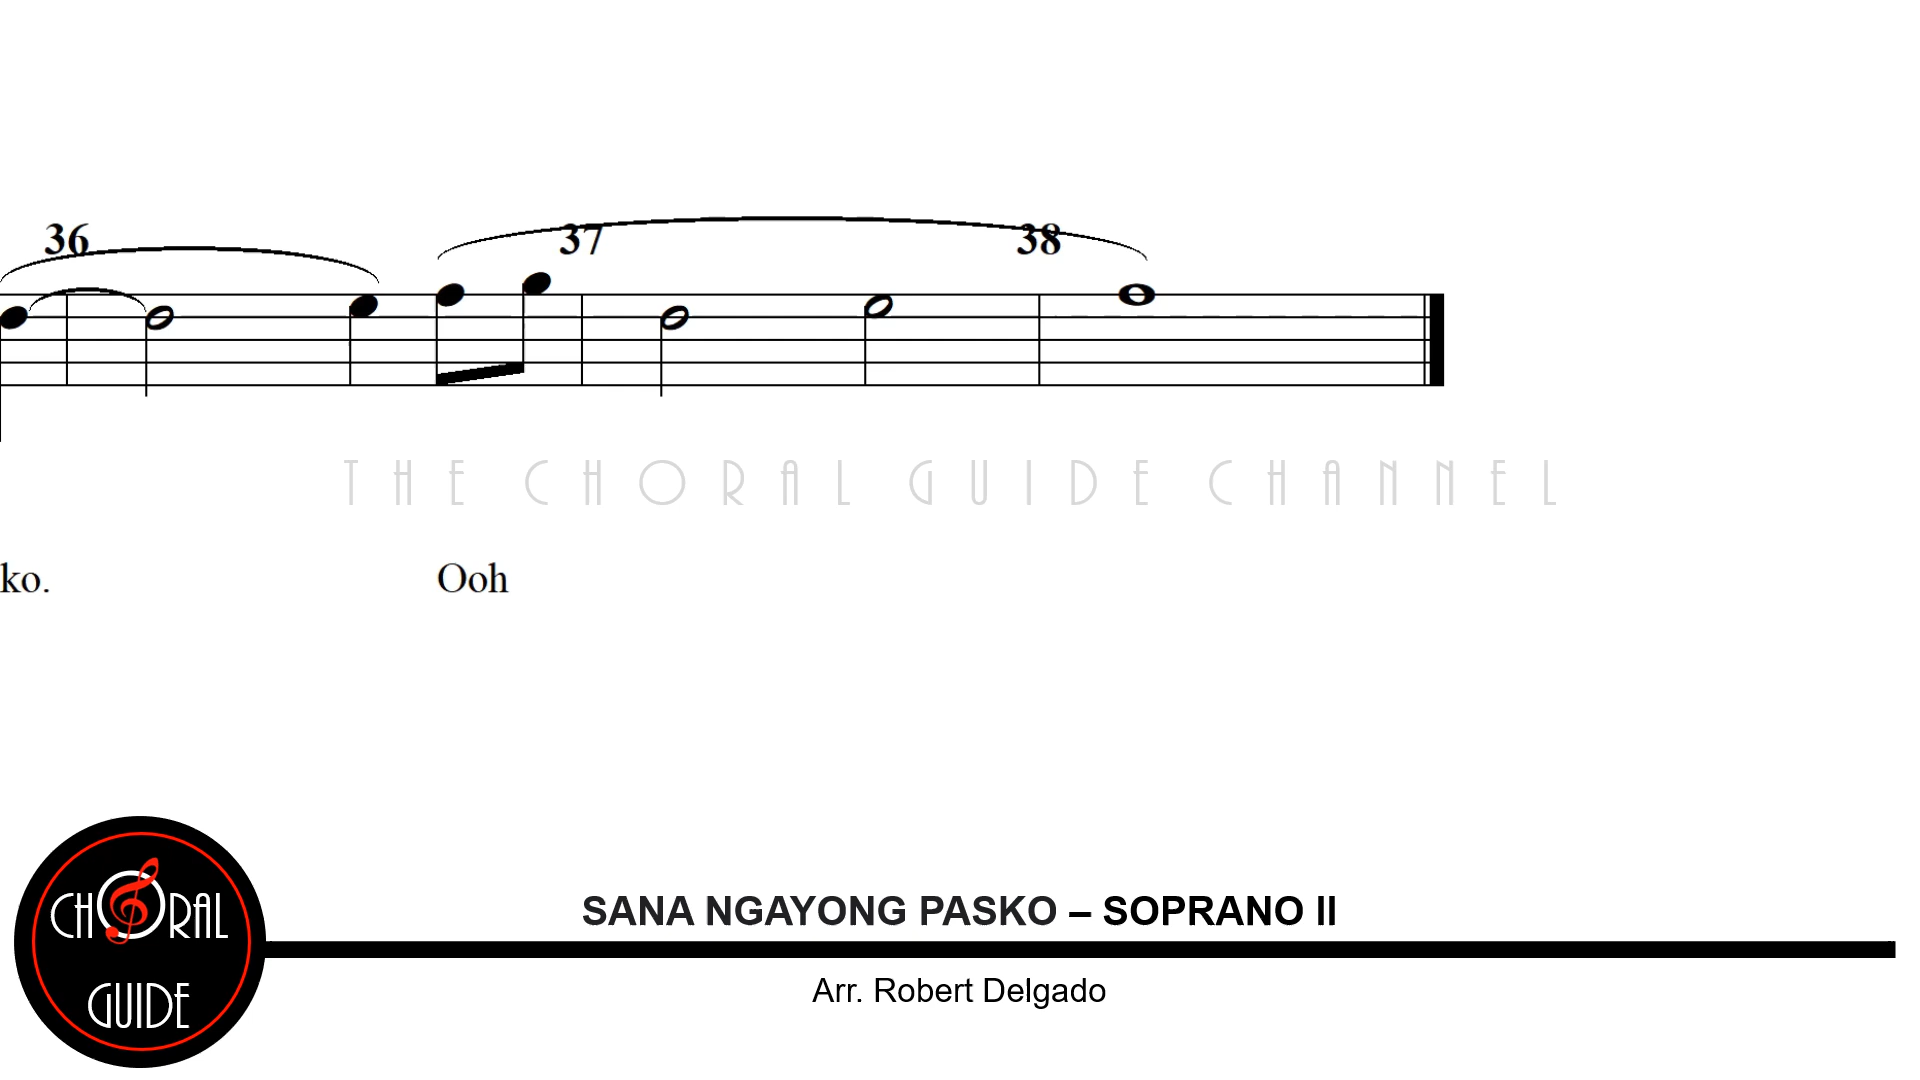 36 37 38
THE CHORAL GUIDE CHANNEL
ko. Ooh
SANA NGAYONG PASKO – SOPRANO II
Arr. Robert Delgado
CHORAL
GUIDE